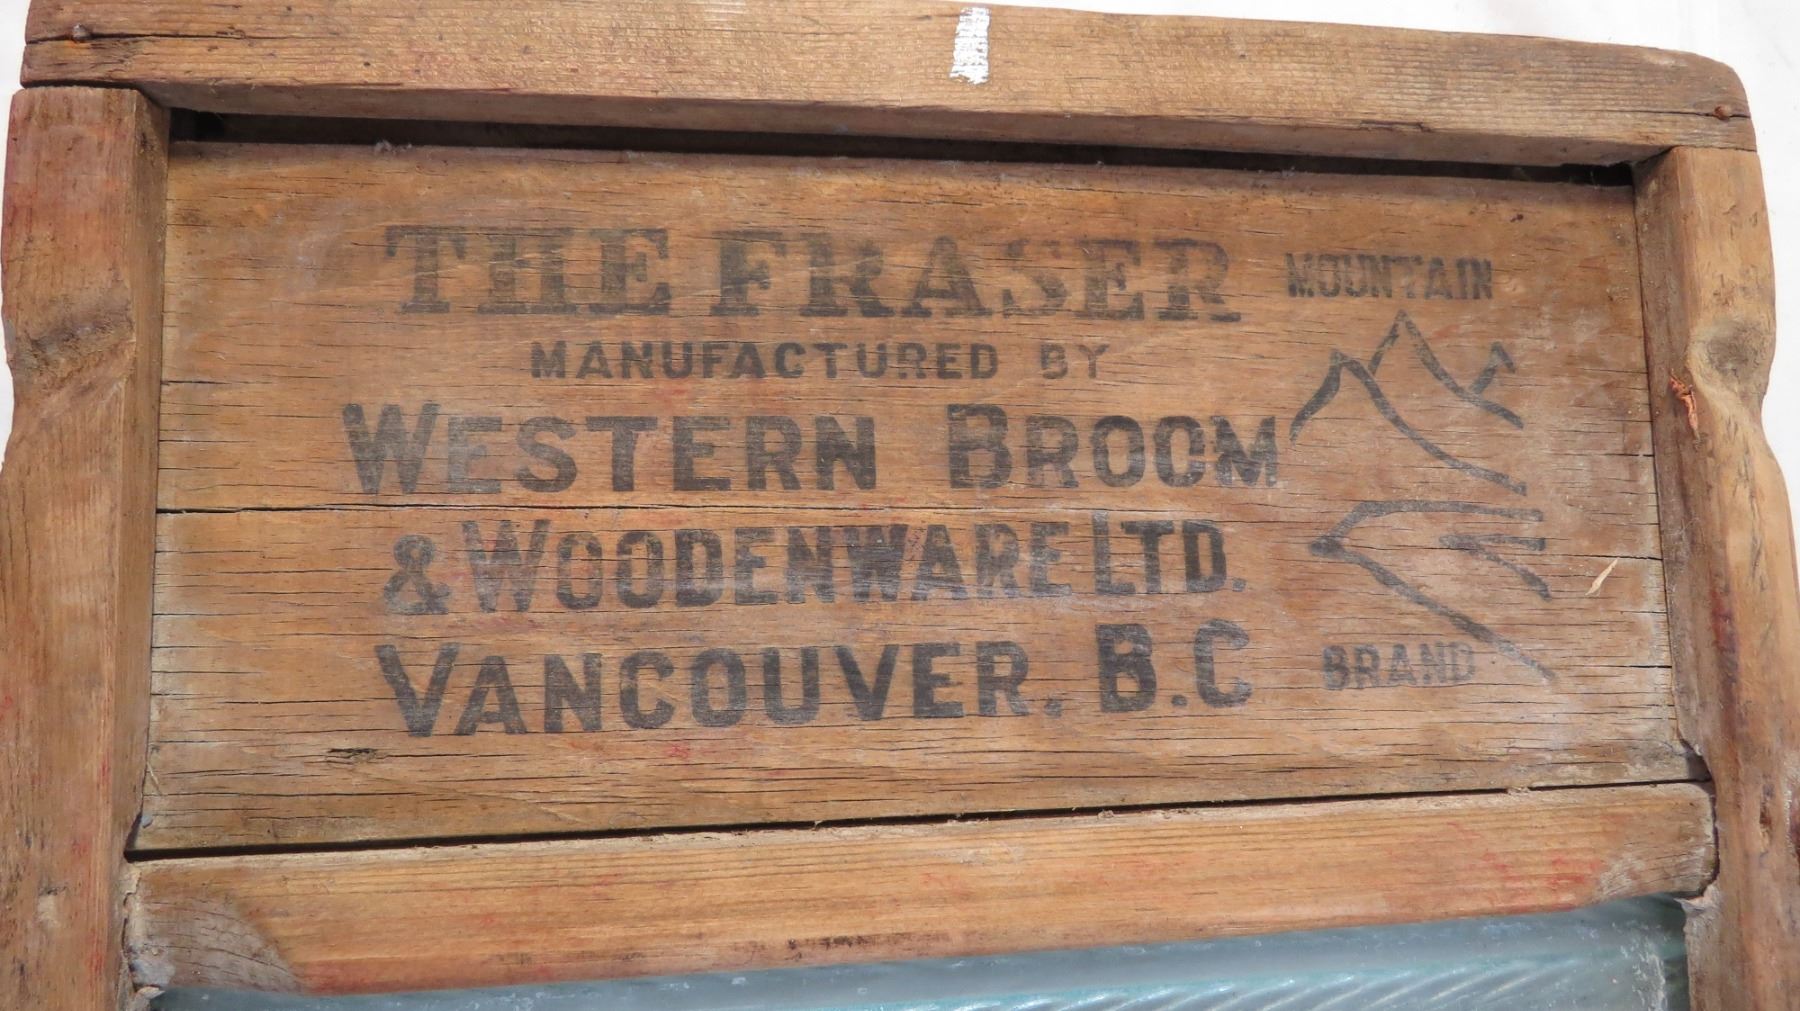 THE FRASER
MANUFACTURED BY
WESTERN BROOM
& WOODENWARE LTD.
VANCOUVER. B.C
MOUNTAIN
BRAND